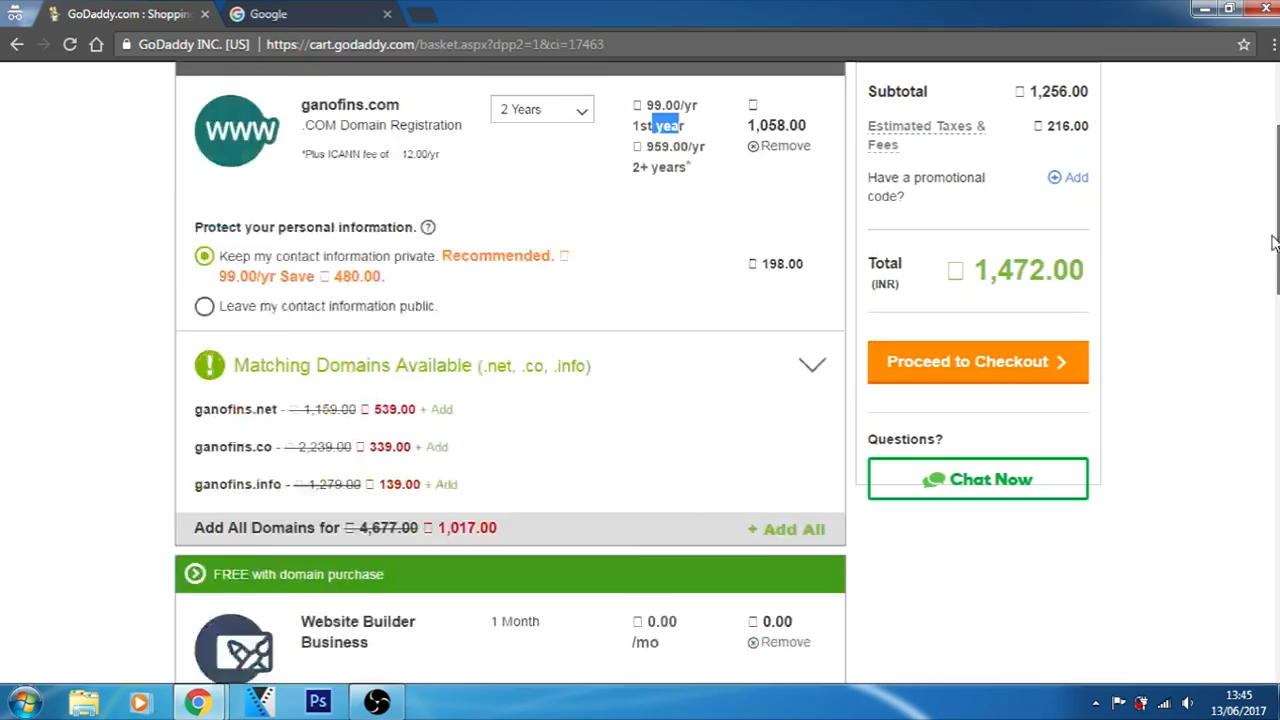 GoDaddy.com : Shoppin
Google
GoDaddy INC. [US] | https://cart.godaddy.com/basket.aspx?dpp2=1&ci=17463
www
ganofins.com
.COM Domain Registration
*Plus ICANN fee of 12.00/yr
2 Years
99.00/yr
1st year
959.00/yr
2+ years*
1,058.00
Remove
Protect your personal information. ?
Keep my contact information private. Recommended.
99.00/yr Save 480.00.
198.00
Leave my contact information public.
Matching Domains Available (.net, .co, .info)
ganofins.net - 1,159.00 539.00 + Add
ganofins.co - 2,239.00 339.00 + Add
ganofins.info - 1,279.00 139.00 + Add
Add All Domains for 4,677.00 1,017.00
+ Add All
FREE with domain purchase
Website Builder
Business
1 Month
0.00
/mo
0.00
Remove
Subtotal 1,256.00
Estimated Taxes &
Fees
216.00
Have a promotional
code?
Add
Total
(INR)
1,472.00
Proceed to Checkout
Questions?
Chat Now
Ps
13:45
13/06/2017